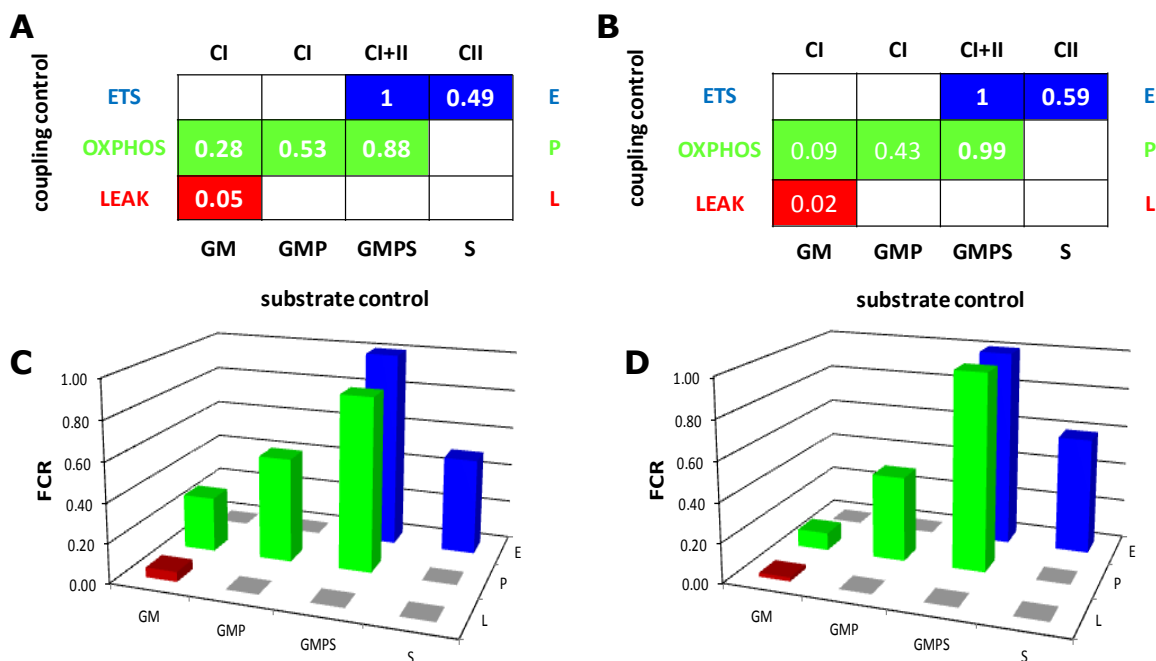 A
CI CI CI+II CII
coupling control
ETS 1 0.49 E
OXPHOS 0.28 0.53 0.88 P
LEAK 0.05 L
GM GMP GMPS S
substrate control
B
CI CI CI+II CII
coupling control
ETS 1 0.59 E
OXPHOS 0.09 0.43 0.99 P
LEAK 0.02 L
GM GMP GMPS S
substrate control
C
FCR
1.00
0.80
0.60
0.40
0.20
0.00
GM
GMP
GMPS
S
E
P
L
D
FCR
1.00
0.80
0.60
0.40
0.20
0.00
GM
GMP
GMPS
S
E
P
L